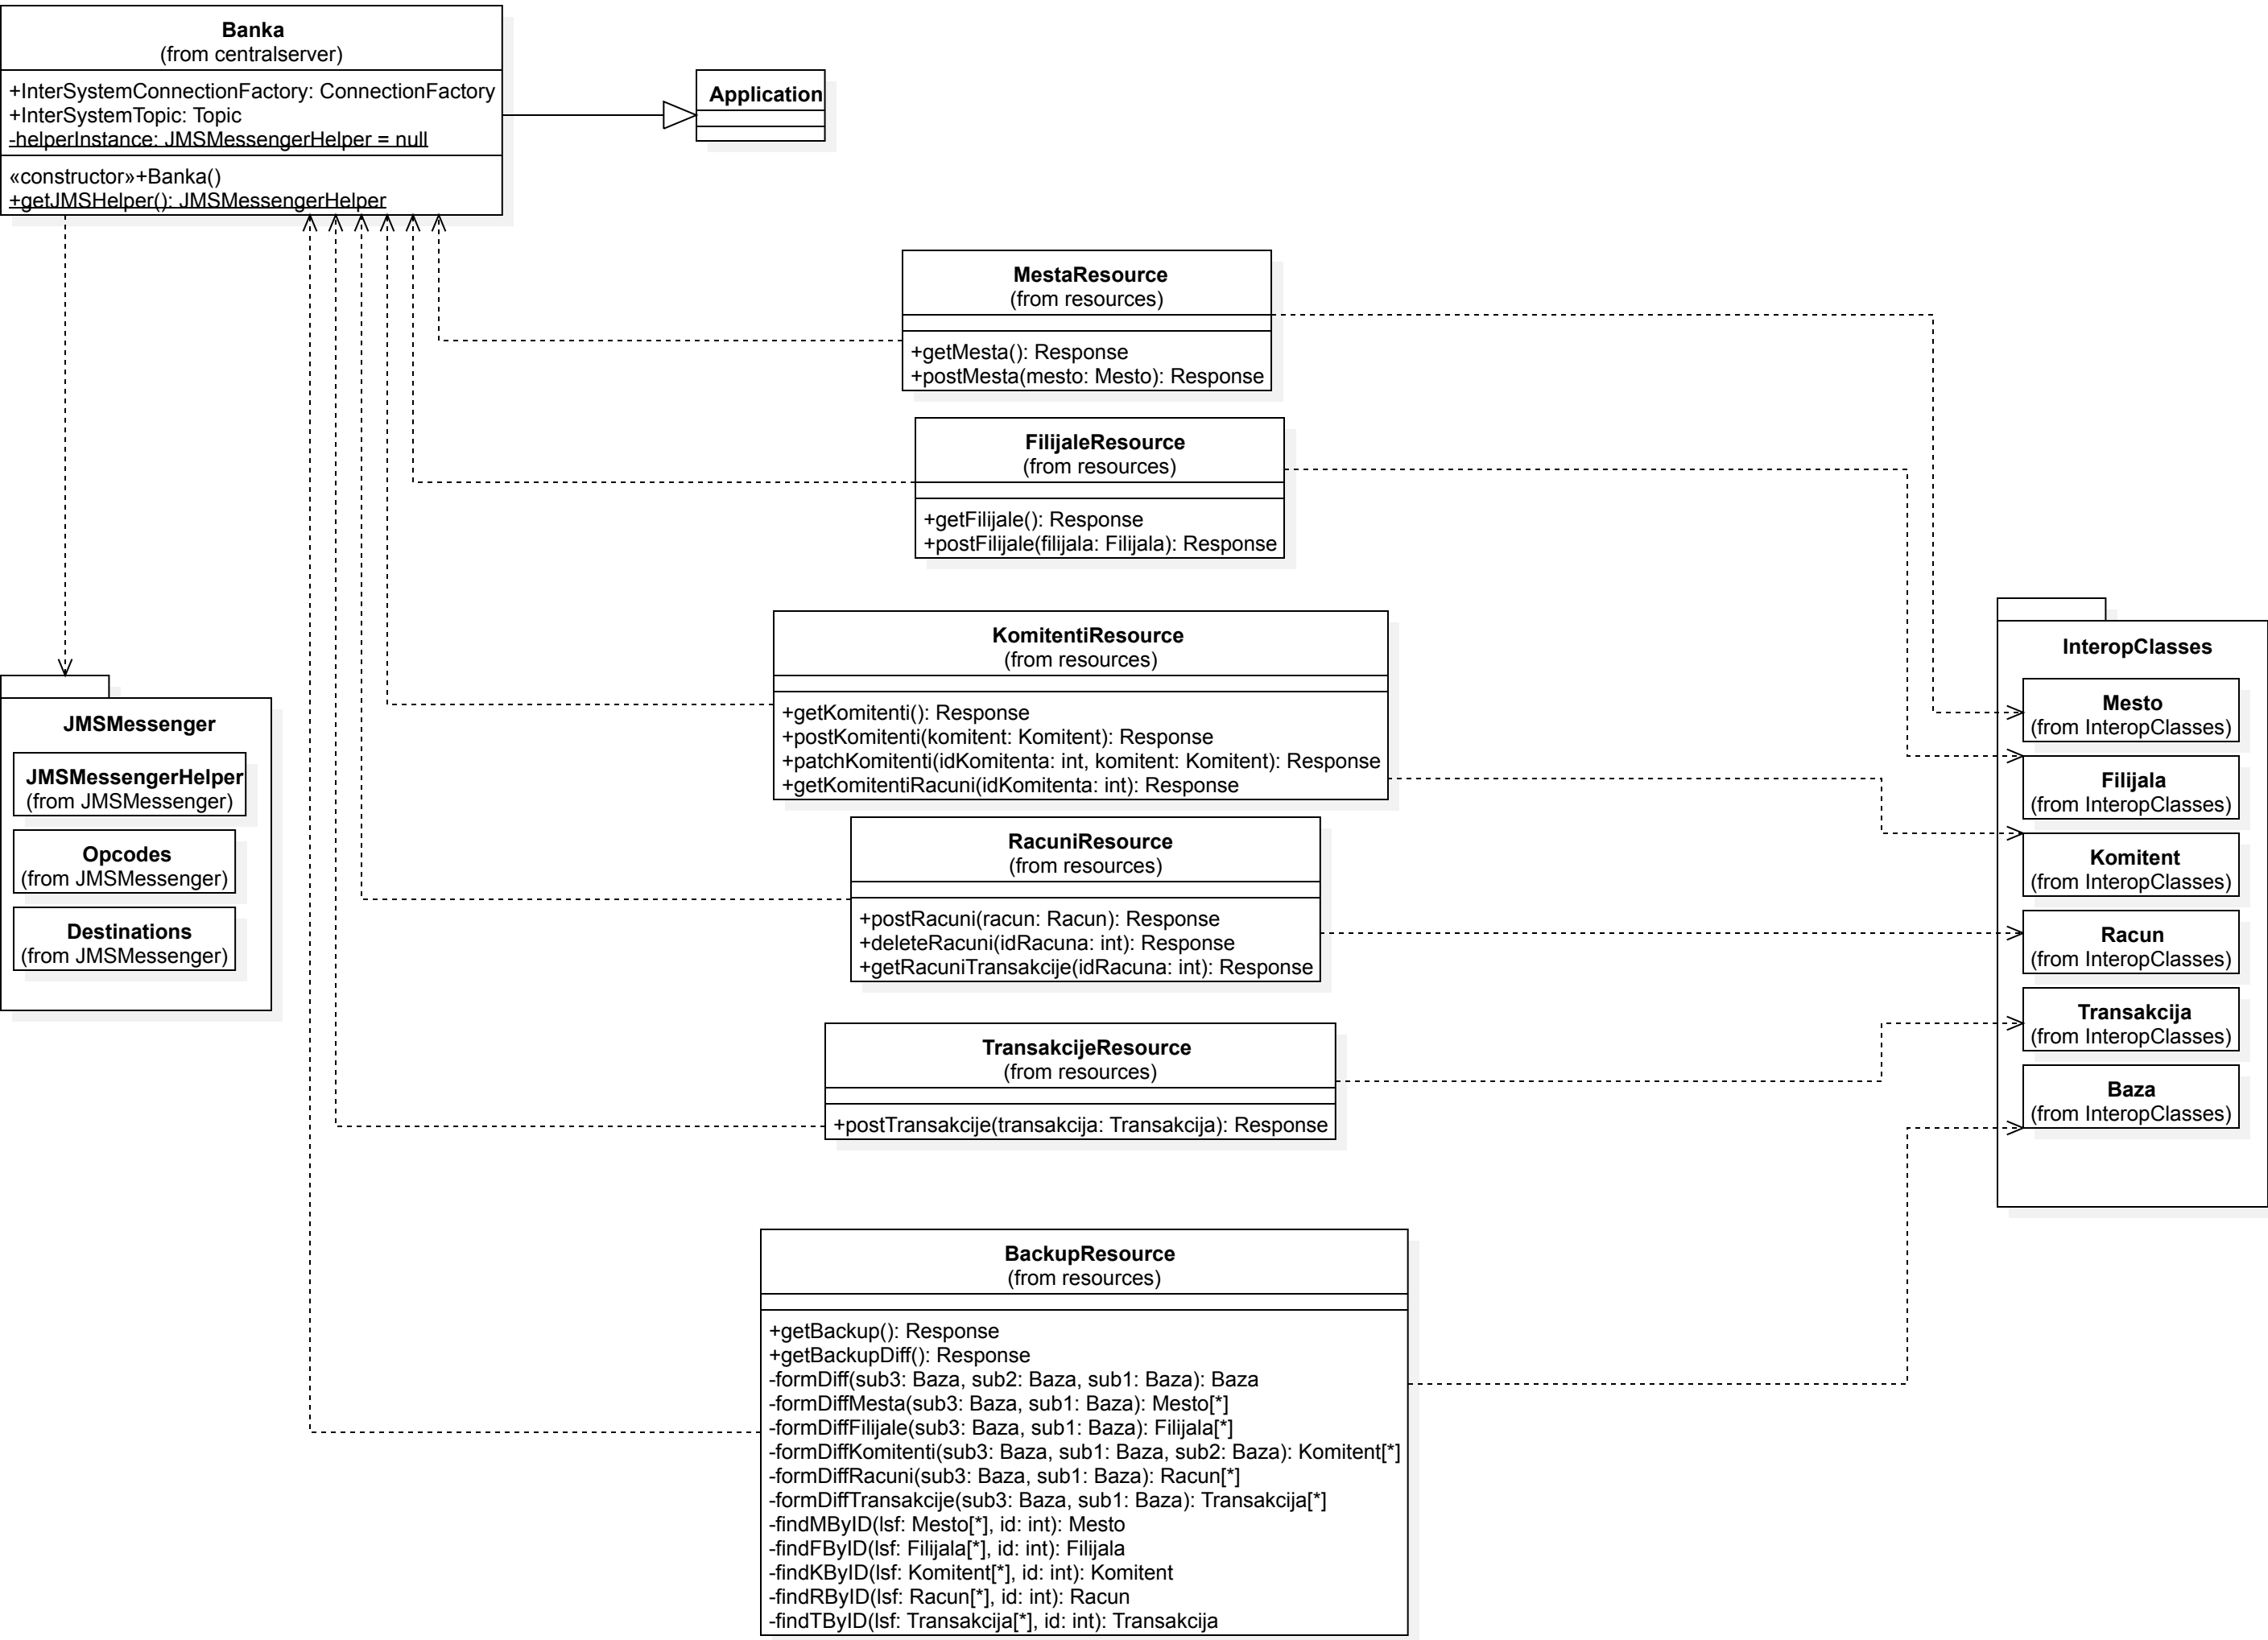 Banka
(from centralserver)
+InterSystemConnectionFactory: ConnectionFactory
+InterSystemTopic: Topic
-helperInstance: JMSMessengerHelper = null
«constructor»+Banka()
+getJMSHelper(): JMSMessengerHelper
Application
MestaResource
(from resources)
+getMesta(): Response
+postMesta(mesto: Mesto): Response
FilijaleResource
(from resources)
+getFilijale(): Response
+postFilijale(filijala: Filijala): Response
KomitentiResource
(from resources)
+getKomitenti(): Response
+postKomitenti(komitent: Komitent): Response
+patchKomitenti(idKomitenta: int, komitent: Komitent): Response
+getKomitentiRacuni(idKomitenta: int): Response
RacuniResource
(from resources)
+postRacuni(racun: Racun): Response
+deleteRacuni(idRacuna: int): Response
+getRacuniTransakcije(idRacuna: int): Response
TransakcijeResource
(from resources)
+postTransakcije(transakcija: Transakcija): Response
BackupResource
(from resources)
+getBackup(): Response
+getBackupDiff(): Response
-formDiff(sub3: Baza, sub2: Baza, sub1: Baza): Baza
-formDiffMesta(sub3: Baza, sub1: Baza): Mesto[*]
-formDiffFilijale(sub3: Baza, sub1: Baza): Filijala[*]
-formDiffKomitenti(sub3: Baza, sub1: Baza, sub2: Baza): Komitent[*]
-formDiffRacuni(sub3: Baza, sub1: Baza): Racun[*]
-formDiffTransakcije(sub3: Baza, sub1: Baza): Transakcija[*]
-findMByID(lsf: Mesto[*], id: int): Mesto
-findFByID(lsf: Filijala[*], id: int): Filijala
-findKByID(lsf: Komitent[*], id: int): Komitent
-findRByID(lsf: Racun[*], id: int): Racun
-findTByID(lsf: Transakcija[*], id: int): Transakcija
JMSMessenger
JMSMessengerHelper
(from JMSMessenger)
Opcodes
(from JMSMessenger)
Destinations
(from JMSMessenger)
InteropClasses
Mesto
(from InteropClasses)
Filijala
(from InteropClasses)
Komitent
(from InteropClasses)
Racun
(from InteropClasses)
Transakcija
(from InteropClasses)
Baza
(from InteropClasses)